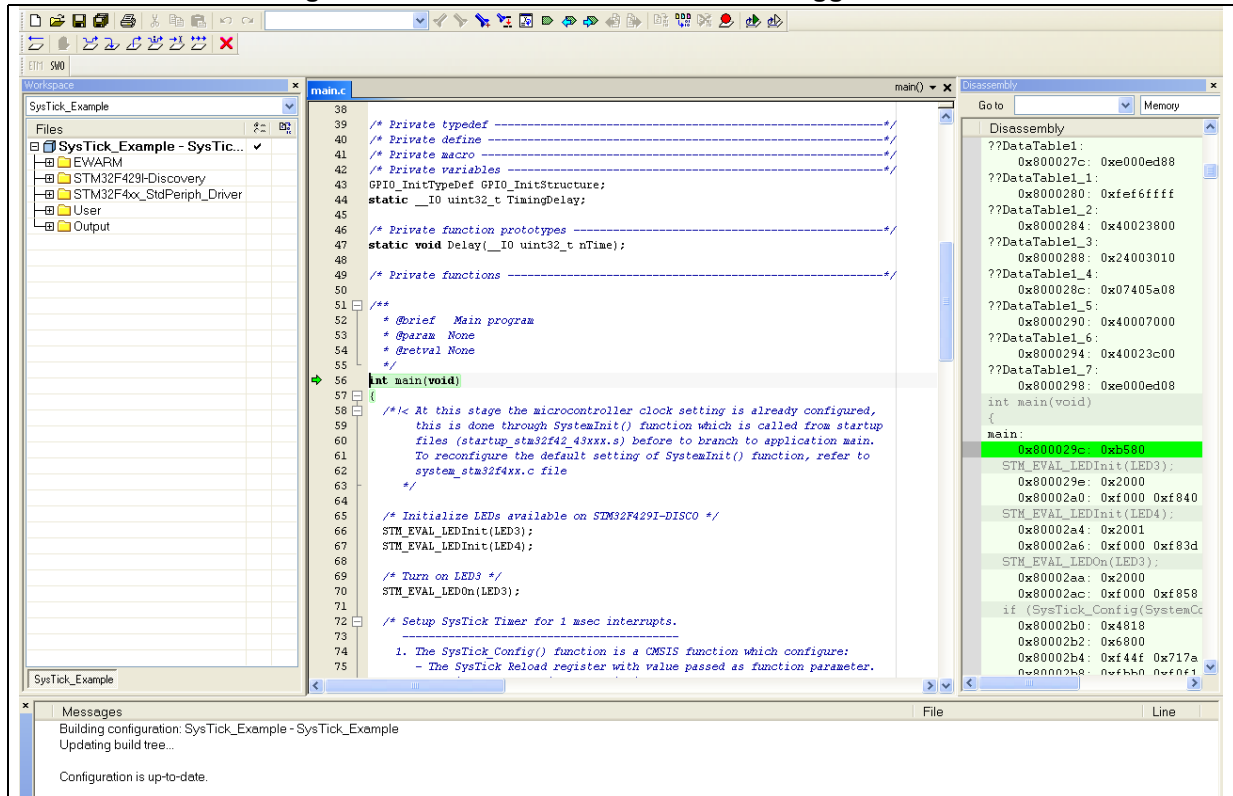 ETM SWO
Workspace
SysTick_Example
Files
SysTick_Example - SysTic...
EWARM
STM32F429I-Discovery
STM32F4xx_StdPeriph_Driver
User
Output
SysTick_Example
main.c
main()
38
39 /* Private typedef -----------------------------------------------------------*/
40 /* Private define ------------------------------------------------------------*/
41 /* Private macro -------------------------------------------------------------*/
42 /* Private variables ---------------------------------------------------------*/
43 GPIO_InitTypeDef GPIO_InitStructure;
44 static __IO uint32_t TimingDelay;
45
46 /* Private function prototypes -----------------------------------------------*/
47 static void Delay(__IO uint32_t nTime);
48
49 /* Private functions ---------------------------------------------------------*/
50
51 /**
52 * @brief   Main program
53 * @param  None
54 * @retval None
55 */
56 int main(void)
57 {
58 /*!< At this stage the microcontroller clock setting is already configured,
59 this is done through SystemInit() function which is called from startup
60 files (startup_stm32f42_43xxx.s) before to branch to application main.
61 To reconfigure the default setting of SystemInit() function, refer to
62 system_stm32f4xx.c file
63 */
64
65 /* Initialize LEDs available on STM32F429I-DISCO */
66 STM_EVAL_LEDInit(LED3);
67 STM_EVAL_LEDInit(LED4);
68
69 /* Turn on LED3 */
70 STM_EVAL_LEDOn(LED3);
71
72 /* Setup SysTick Timer for 1 msec interrupts.
73 ------------------------------------------
74 1. The SysTick_Config() function is a CMSIS function which configure:
75 - The SysTick Reload register with value passed as function parameter.
Disassembly
Go to
Memory
Disassembly
??DataTable1:
0x800027c: 0xe000ed88
??DataTable1_1:
0x8000280: 0xfef6ffff
??DataTable1_2:
0x8000284: 0x40023800
??DataTable1_3:
0x8000288: 0x24003010
??DataTable1_4:
0x800028c: 0x07405a08
??DataTable1_5:
0x8000290: 0x40007000
??DataTable1_6:
0x8000294: 0x40023c00
??DataTable1_7:
0x8000298: 0xe000ed08
int main(void)
{
main:
0x800029c: 0xb580
STM_EVAL_LEDInit(LED3);
0x800029e: 0x2000
0x80002a0: 0xf000 0xf840
STM_EVAL_LEDInit(LED4);
0x80002a4: 0x2001
0x80002a6: 0xf000 0xf83d
STM_EVAL_LEDOn(LED3);
0x80002aa: 0x2000
0x80002ac: 0xf000 0xf858
if (SysTick_Config(SystemCo
0x80002b0: 0x4818
0x80002b2: 0x6800
0x80002b4: 0xf44f 0x717a
0x80002b8: 0xfbb0 0xf0f1
Messages
File
Line
Building configuration: SysTick_Example - SysTick_Example
Updating build tree...
Configuration is up-to-date.